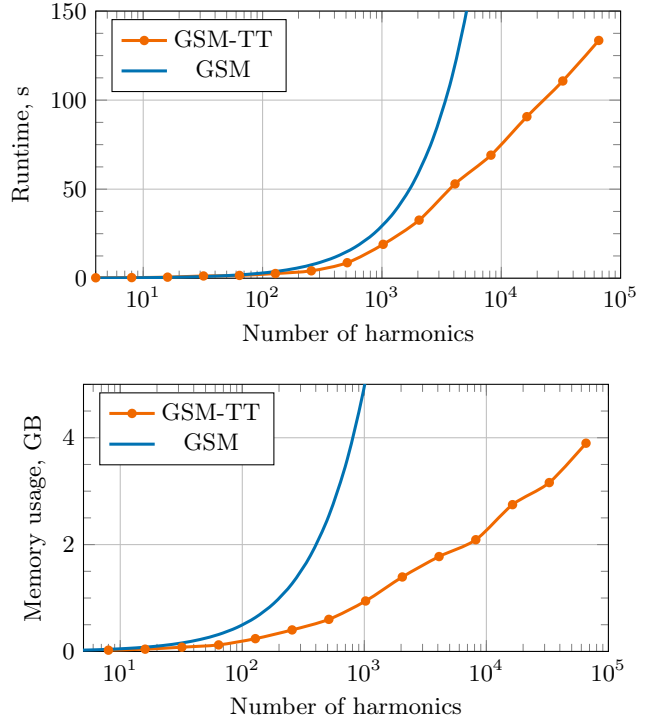 GSM-TT
GSM
Runtime, s
150
100
50
0
10^1
10^2
10^3
10^4
10^5
Number of harmonics
GSM-TT
GSM
Memory usage, GB
4
2
0
10^1
10^2
10^3
10^4
10^5
Number of harmonics